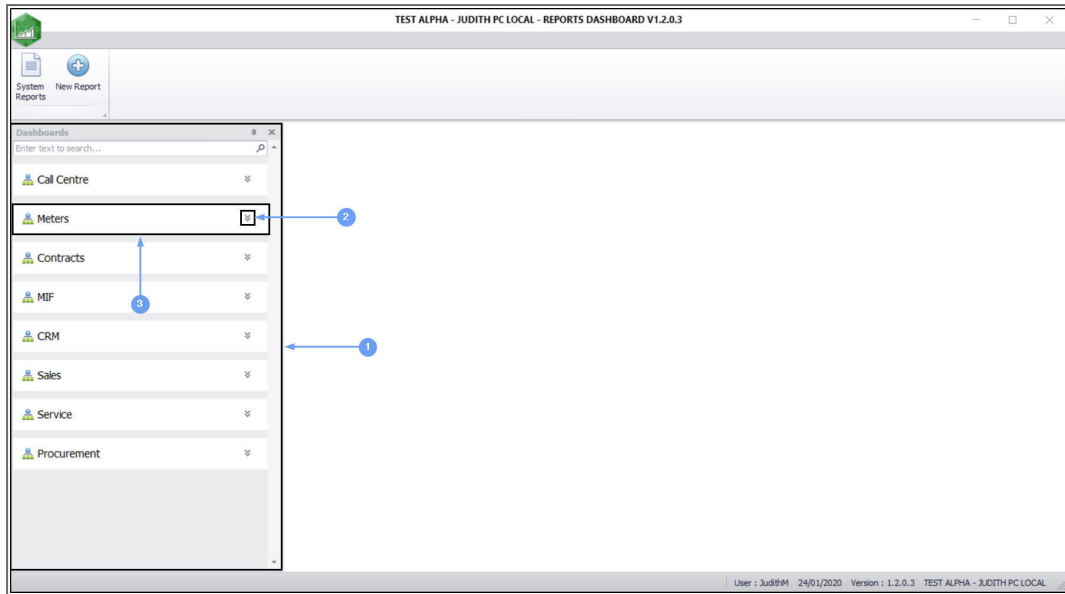 TEST ALPHA - JUDITH PC LOCAL - REPORTS DASHBOARD V1.2.0.3
System Reports
New Report
Dashboards
Enter text to search...
Call Centre
Meters
2
Contracts
MIF
3
CRM
1
Sales
Service
Procurement
User : JudithM 24/01/2020 Version : 1.2.0.3 TEST ALPHA - JUDITH PC LOCAL